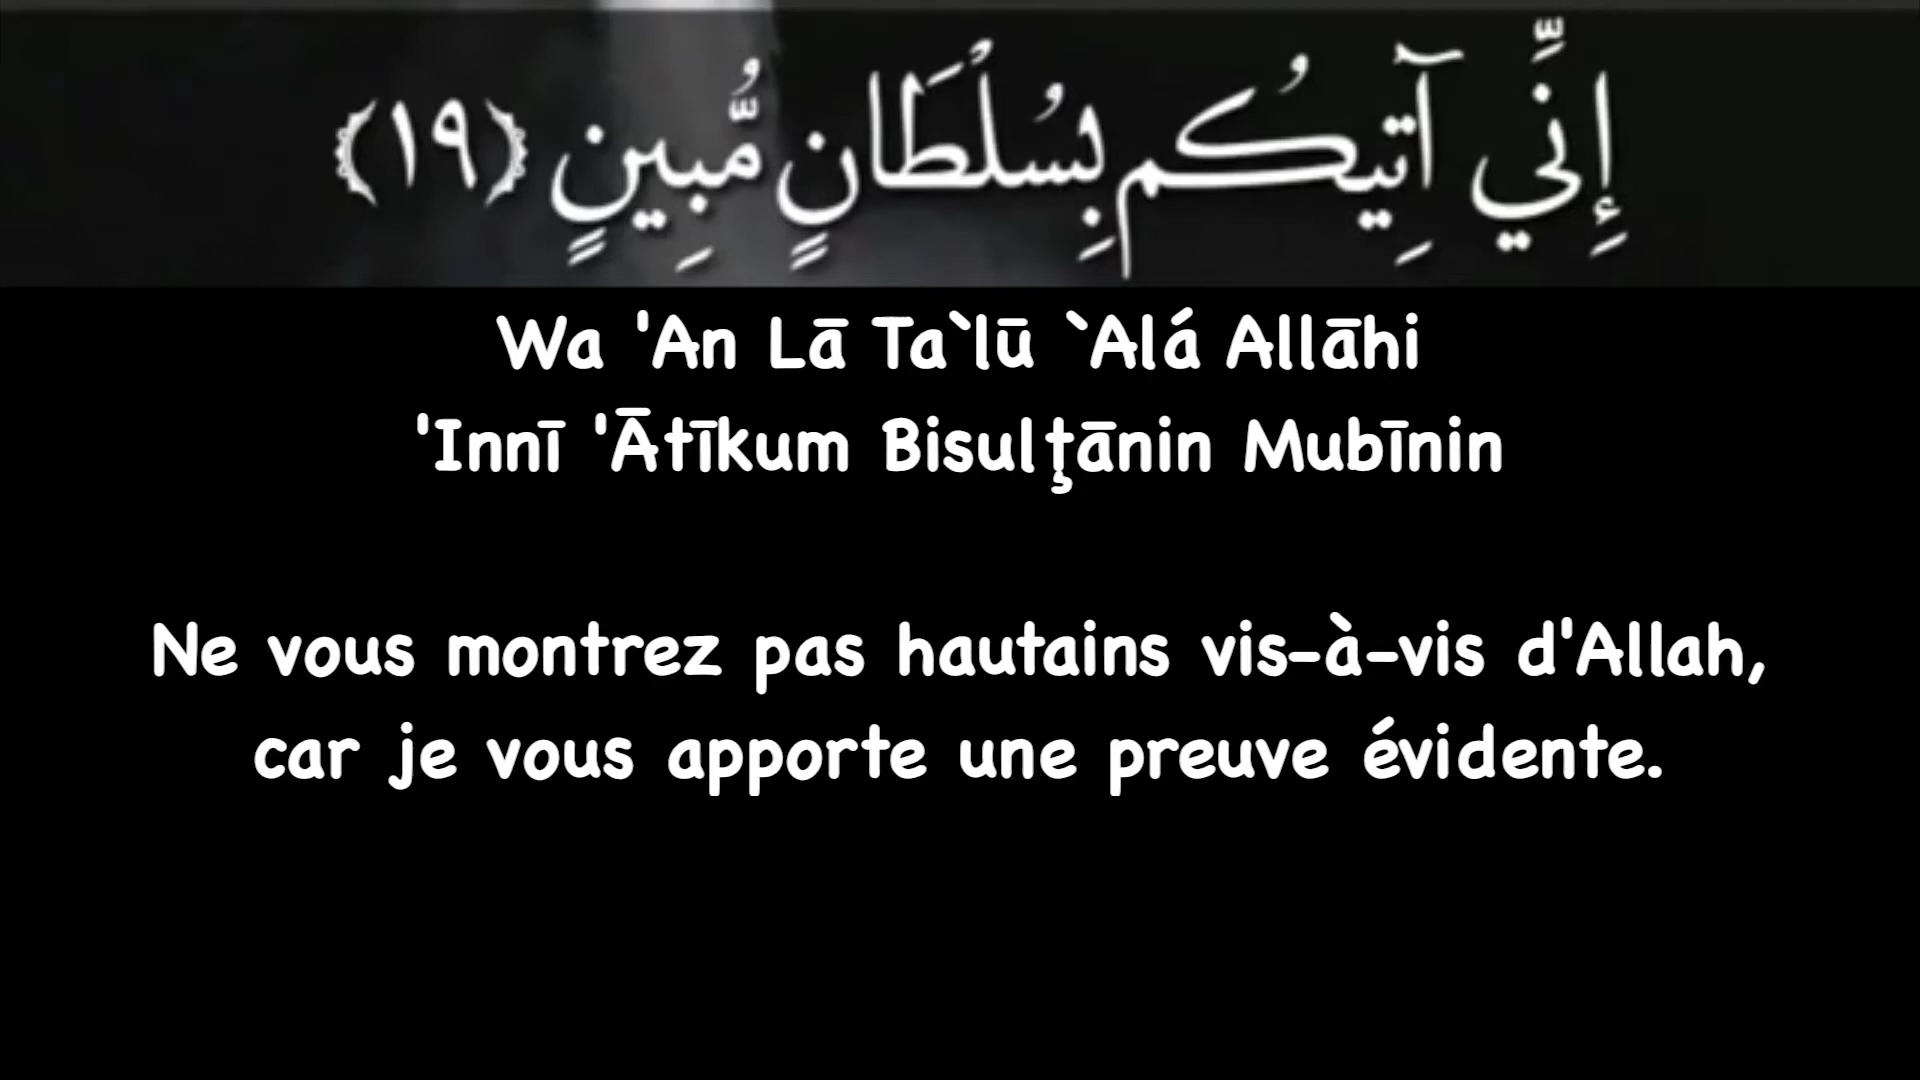 إِنِّي آتِيكُم بِسُلْطَانٍ مُّبِينٍ ﴿١٩﴾
Wa 'An Lā Ta`lū `Alá Allāhi
'Innī 'Ātīkum Bisulţānin Mubīnin
Ne vous montrez pas hautains vis-à-vis d'Allah,
car je vous apporte une preuve évidente.